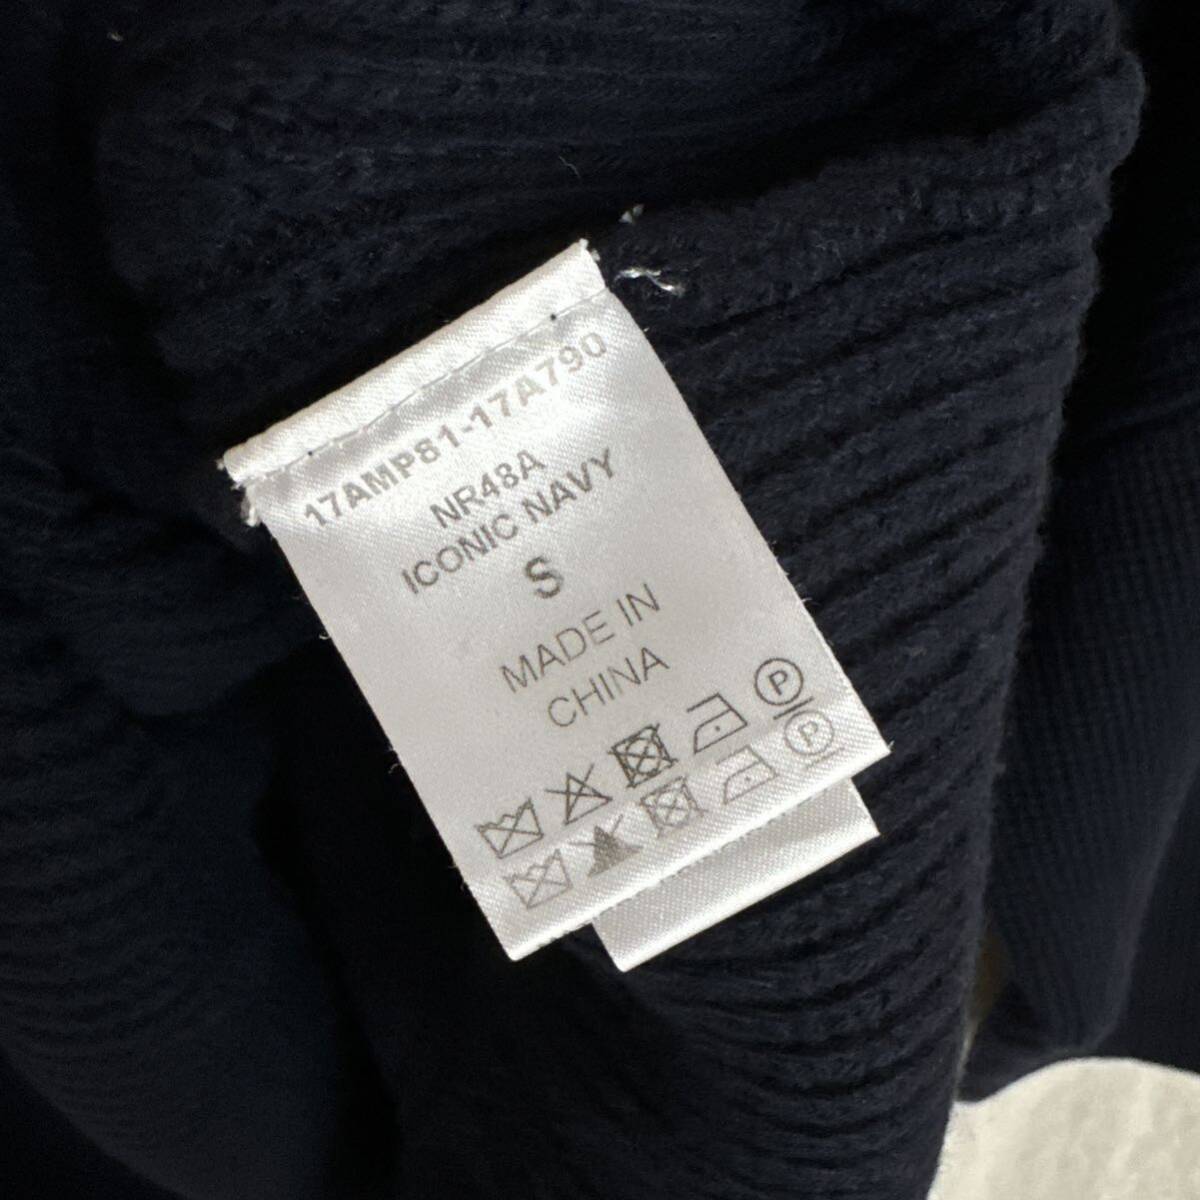 17AMP81-17A790
NR48A
ICONIC NAVY
S
MADE IN
CHINA
P
P